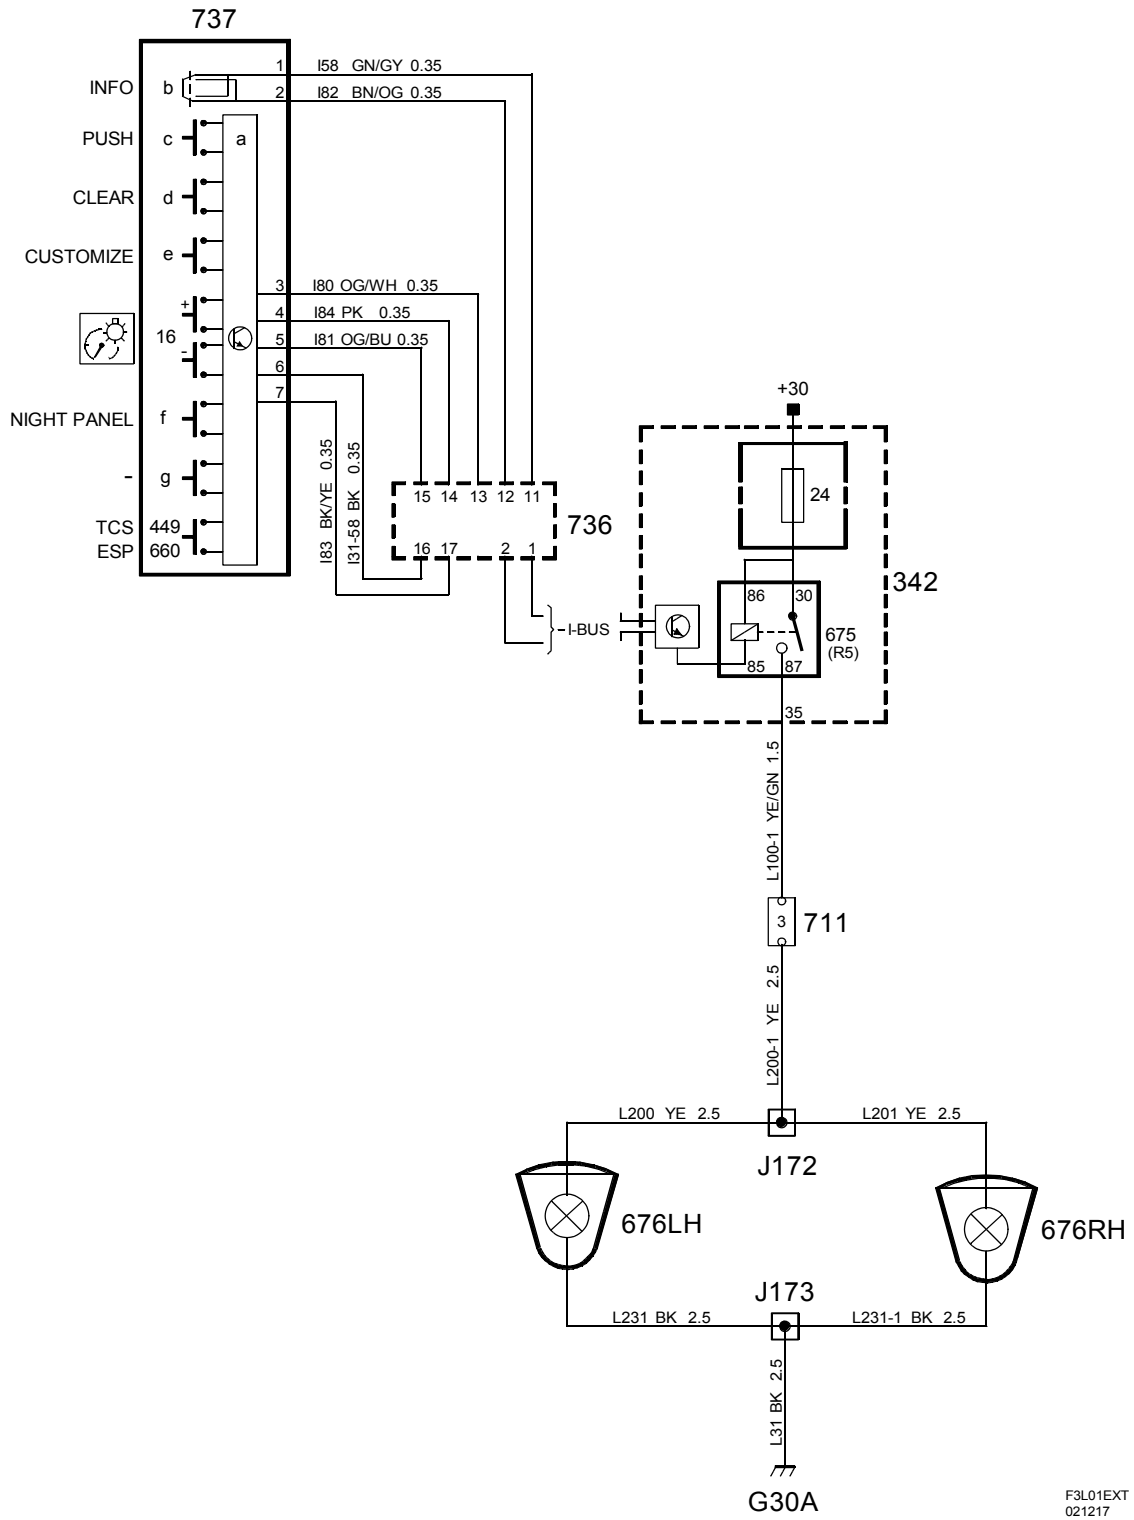 737
1 I58 GN/GY 0.35
INFO b
2 I82 BN/OG 0.35
PUSH c a
CLEAR d
CUSTOMIZE e
3 I80 OG/WH 0.35
+
4 I84 PK 0.35
16
5 I81 OG/BU 0.35
-
6
7
NIGHT PANEL f
- g
TCS 449
ESP 660
I83 BK/YE 0.35
I31-58 BK 0.35
15 14 13 12 11
736
16 17 2 1
I-BUS
+30
24
342
86 30
675
(R5)
85 87
35
L100-1 YE/GN 1.5
3 711
L200-1 YE 2.5
L200 YE 2.5
L201 YE 2.5
J172
676LH
676RH
J173
L231 BK 2.5
L231-1 BK 2.5
L31 BK 2.5
G30A
F3L01EXT
021217